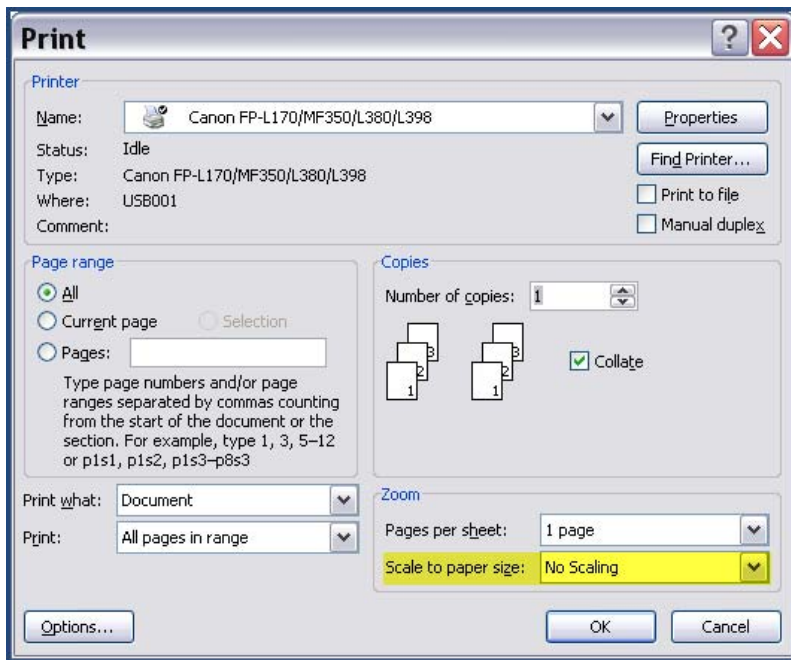 Print
Printer
Name: Canon FP-L170/MF350/L380/L398 Properties
Status: Idle Find Printer...
Type: Canon FP-L170/MF350/L380/L398
Where: USB001 Print to file
Comment: Manual duplex
Page range
All
Current page Selection
Pages:
Type page numbers and/or page
ranges separated by commas counting
from the start of the document or the
section. For example, type 1, 3, 5–12
or p1s1, p1s2, p1s3–p8s3
Copies
Number of copies: 1
3 3
2 2
1 1
Collate
Print what: Document
Print: All pages in range
Zoom
Pages per sheet: 1 page
Scale to paper size: No Scaling
Options... OK Cancel